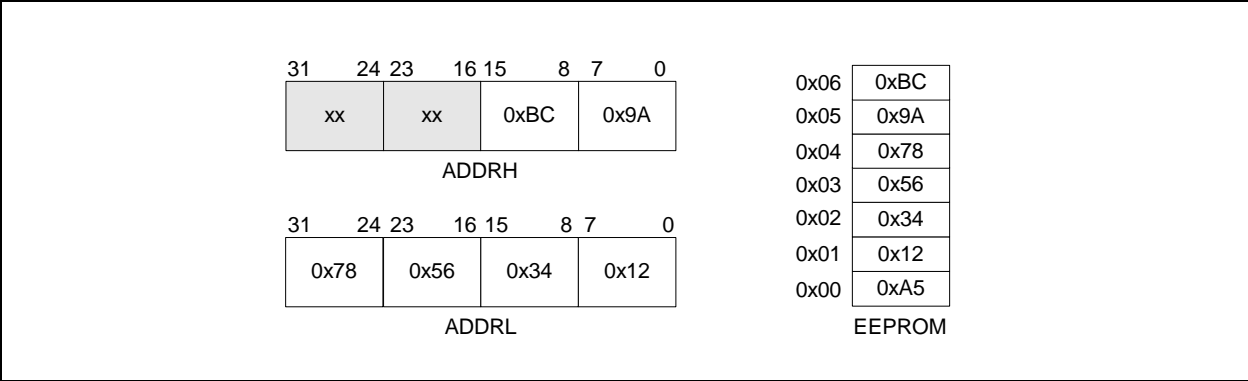 31 24 23 16 15 8 7 0
xx xx 0xBC 0x9A
ADDRH
31 24 23 16 15 8 7 0
0x78 0x56 0x34 0x12
ADDRL
0x06 0xBC
0x05 0x9A
0x04 0x78
0x03 0x56
0x02 0x34
0x01 0x12
0x00 0xA5
EEPROM